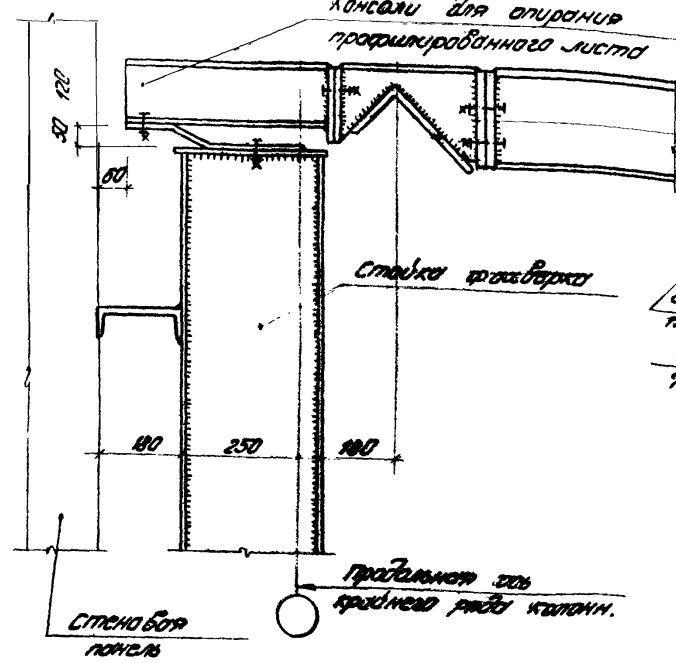 консоли для опирания
профилированного листа
120
50
60
Стойка фахверка
180 250 180
Продольная ось
крайнего ряда колонн.
Стеновая
панель